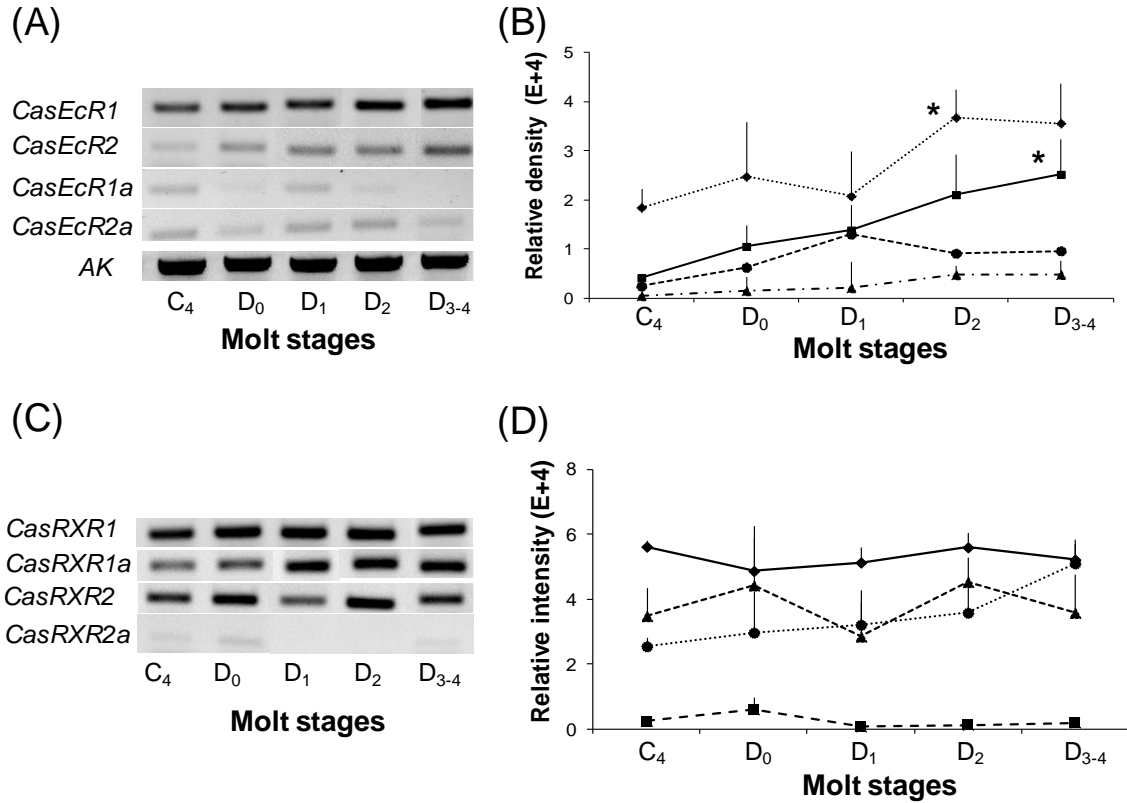 (A)
CasEcR1
CasEcR2
CasEcR1a
CasEcR2a
AK
C4 D0 D1 D2 D3-4
Molt stages
(B)
Relative density (E+4)
5
4
3
2
1
0
*
*
C4 D0 D1 D2 D3-4
Molt stages
(C)
CasRXR1
CasRXR1a
CasRXR2
CasRXR2a
C4 D0 D1 D2 D3-4
Molt stages
(D)
Relative intensity (E+4)
8
6
4
2
0
C4 D0 D1 D2 D3-4
Molt stages